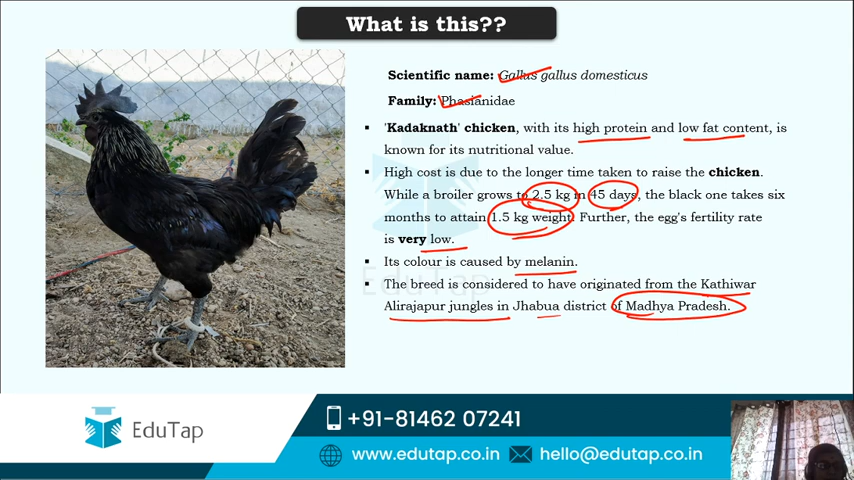 What is this??
Scientific name: Gallus gallus domesticus
Family: Phasianidae
▪ 'Kadaknath' chicken, with its high protein and low fat content, is
known for its nutritional value.
▪ High cost is due to the longer time taken to raise the chicken.
While a broiler grows to 2.5 kg in 45 days, the black one takes six
months to attain 1.5 kg weight. Further, the egg's fertility rate
is very low.
▪ Its colour is caused by melanin.
▪ The breed is considered to have originated from the Kathiwar
Alirajapur jungles in Jhabua district of Madhya Pradesh.
EduTap
EduTap
+91-81462 07241
www.edutap.co.in hello@edutap.co.in